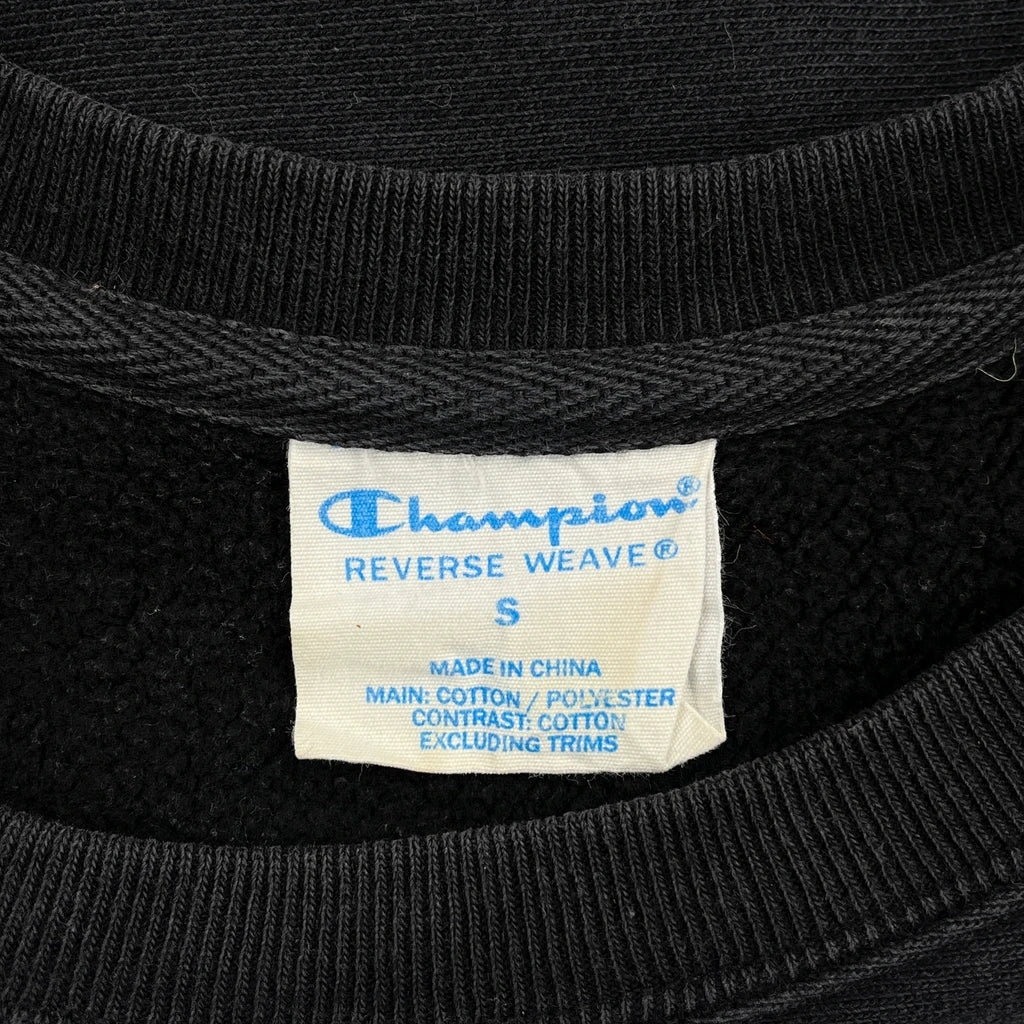 Champion®
REVERSE WEAVE®
S
MADE IN CHINA
MAIN: COTTON / POLYESTER
CONTRAST: COTTON
EXCLUDING TRIMS